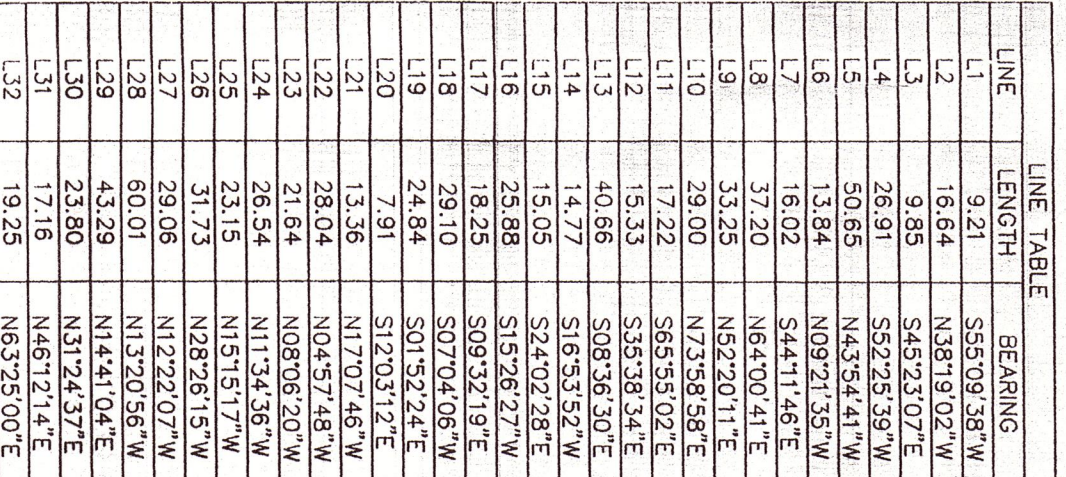 LINE TABLE
LINE LENGTH BEARING
L1 9.21 S55°09'38"W
L2 16.64 N38°19'02"W
L3 9.85 S45°23'07"E
L4 26.91 S52°25'39"W
L5 50.65 N43°54'41"W
L6 13.84 N09°21'35"W
L7 16.02 S44°11'46"E
L8 37.20 N64°00'41"E
L9 33.25 N52°20'11"E
L10 29.00 N73°58'58"E
L11 17.22 S65°55'02"E
L12 15.33 S35°38'34"E
L13 40.66 S08°36'30"E
L14 14.77 S16°53'52"W
L15 15.05 S24°02'28"E
L16 25.88 S15°26'27"W
L17 18.25 S09°32'19"E
L18 29.10 S07°04'06"W
L19 24.84 S01°52'24"E
L20 7.91 S12°03'12"E
L21 13.36 N17°07'46"W
L22 28.04 N04°57'48"W
L23 21.64 N08°06'20"W
L24 26.54 N11°34'36"W
L25 23.15 N15°15'17"W
L26 31.73 N28°26'15"W
L27 29.06 N12°22'07"W
L28 60.01 N13°20'56"W
L29 43.29 N14°41'04"E
L30 23.80 N31°24'37"E
L31 17.16 N46°12'14"E
L32 19.25 N63°25'00"E